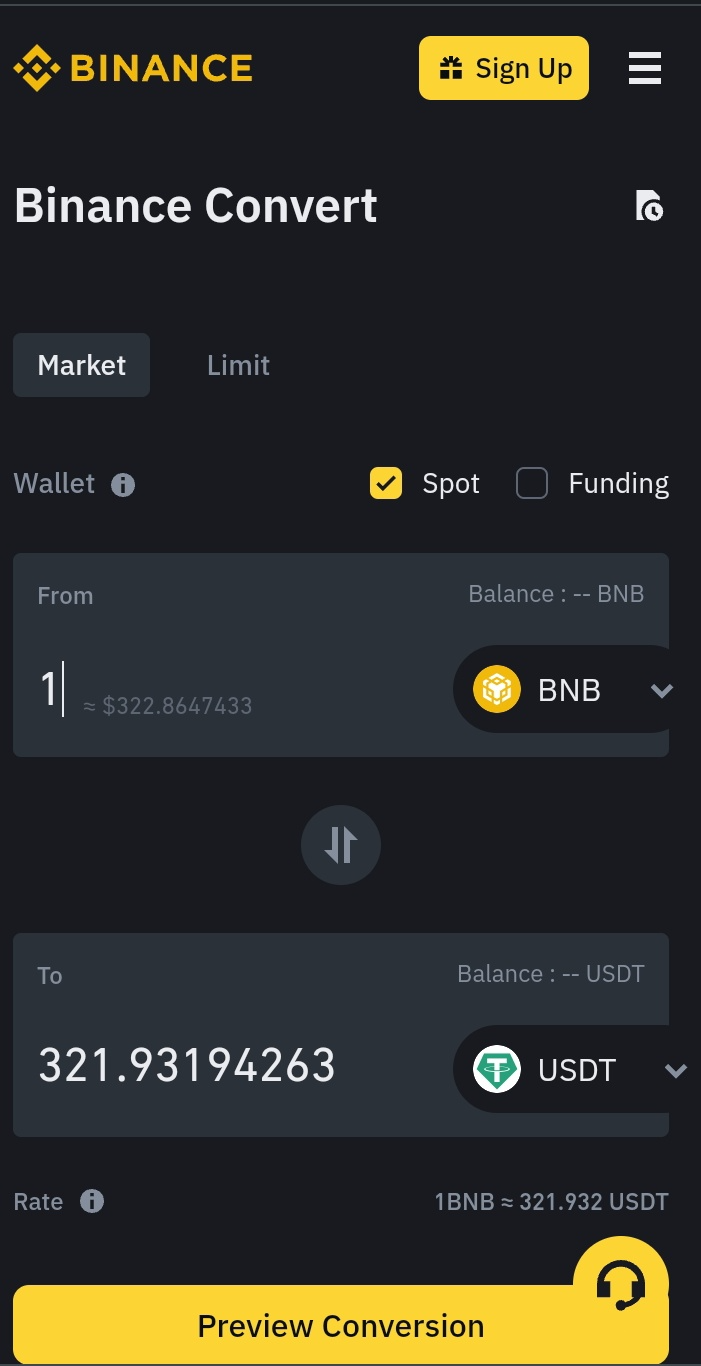 BINANCE
Sign Up
Binance Convert
Market Limit
Wallet Spot Funding
From Balance : -- BNB
1 ≈ $322.8647433 BNB
To Balance : -- USDT
321.93194263 USDT
Rate 1BNB ≈ 321.932 USDT
Preview Conversion